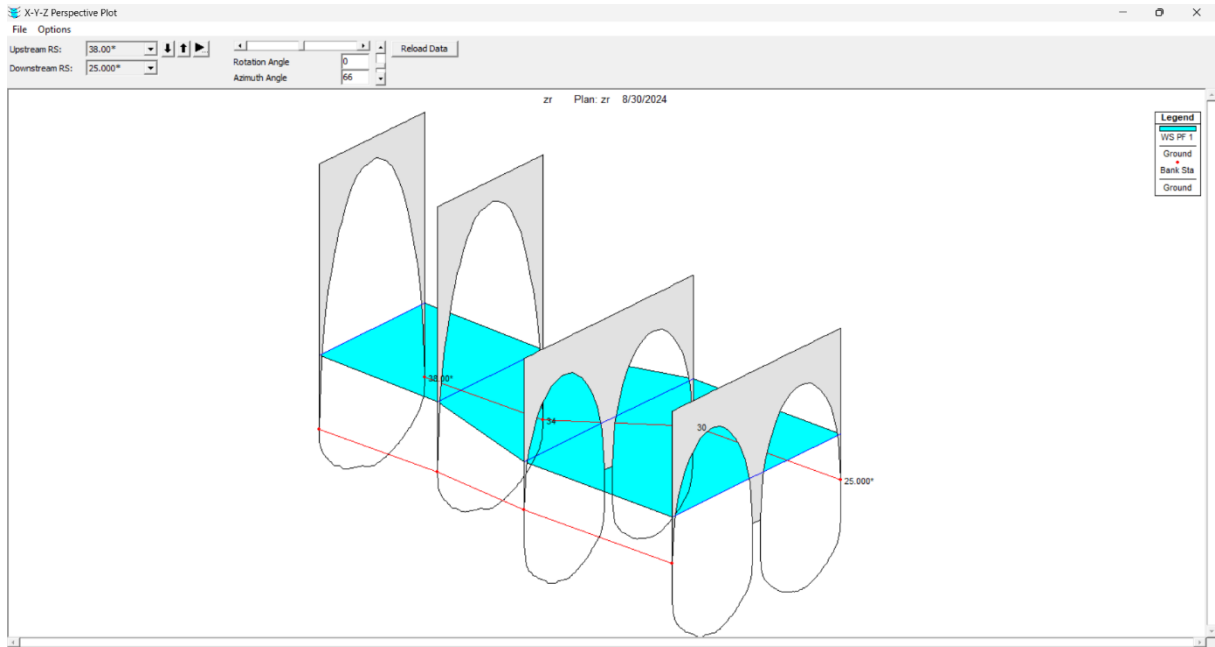 X-Y-Z Perspective Plot
File Options
Upstream RS: 38.00*
Downstream RS: 25.000*
Rotation Angle 0
Azimuth Angle 66
Reload Data
zr Plan: zr 8/30/2024
Legend
WS PF 1
Ground
Bank Sta
Ground
38.00*
34
30
25.000*